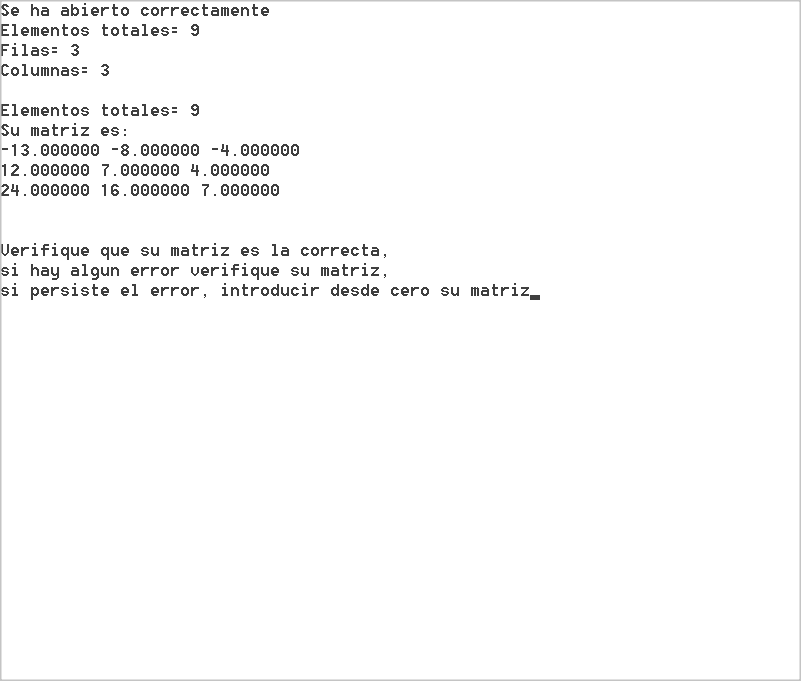 Se ha abierto correctamente
Elementos totales= 9
Filas= 3
Columnas= 3
Elementos totales= 9
Su matriz es:
-13.000000 -8.000000 -4.000000
12.000000 7.000000 4.000000
24.000000 16.000000 7.000000
Verifique que su matriz es la correcta,
si hay algun error verifique su matriz,
si persiste el error, introducir desde cero su matriz